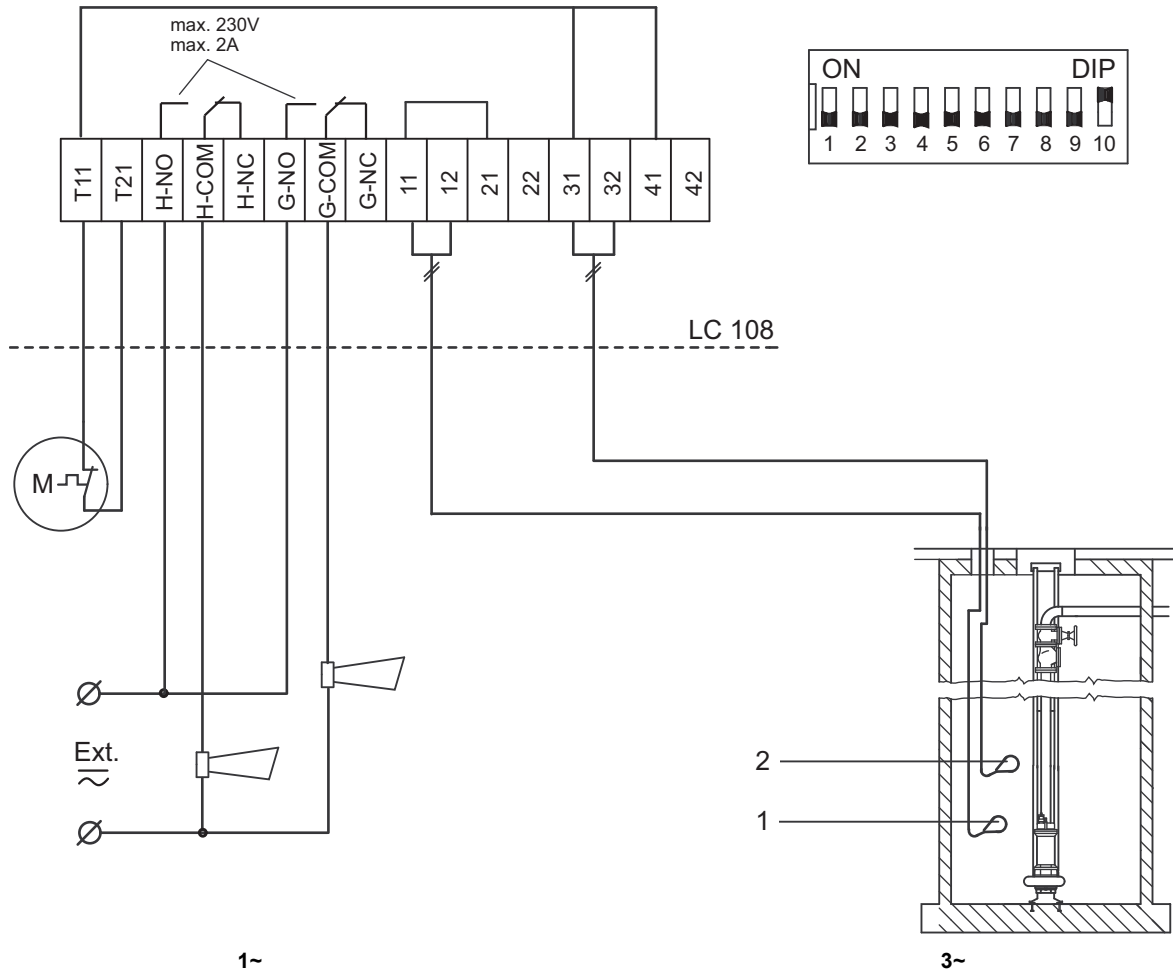 max. 230V
max. 2A
ON DIP
1 2 3 4 5 6 7 8 9 10
T11 T21 H-NO H-COM H-NC G-NO G-COM G-NC 11 12 21 22 31 32 41 42
LC 108
M
Ext.
2
1
1~ 3~